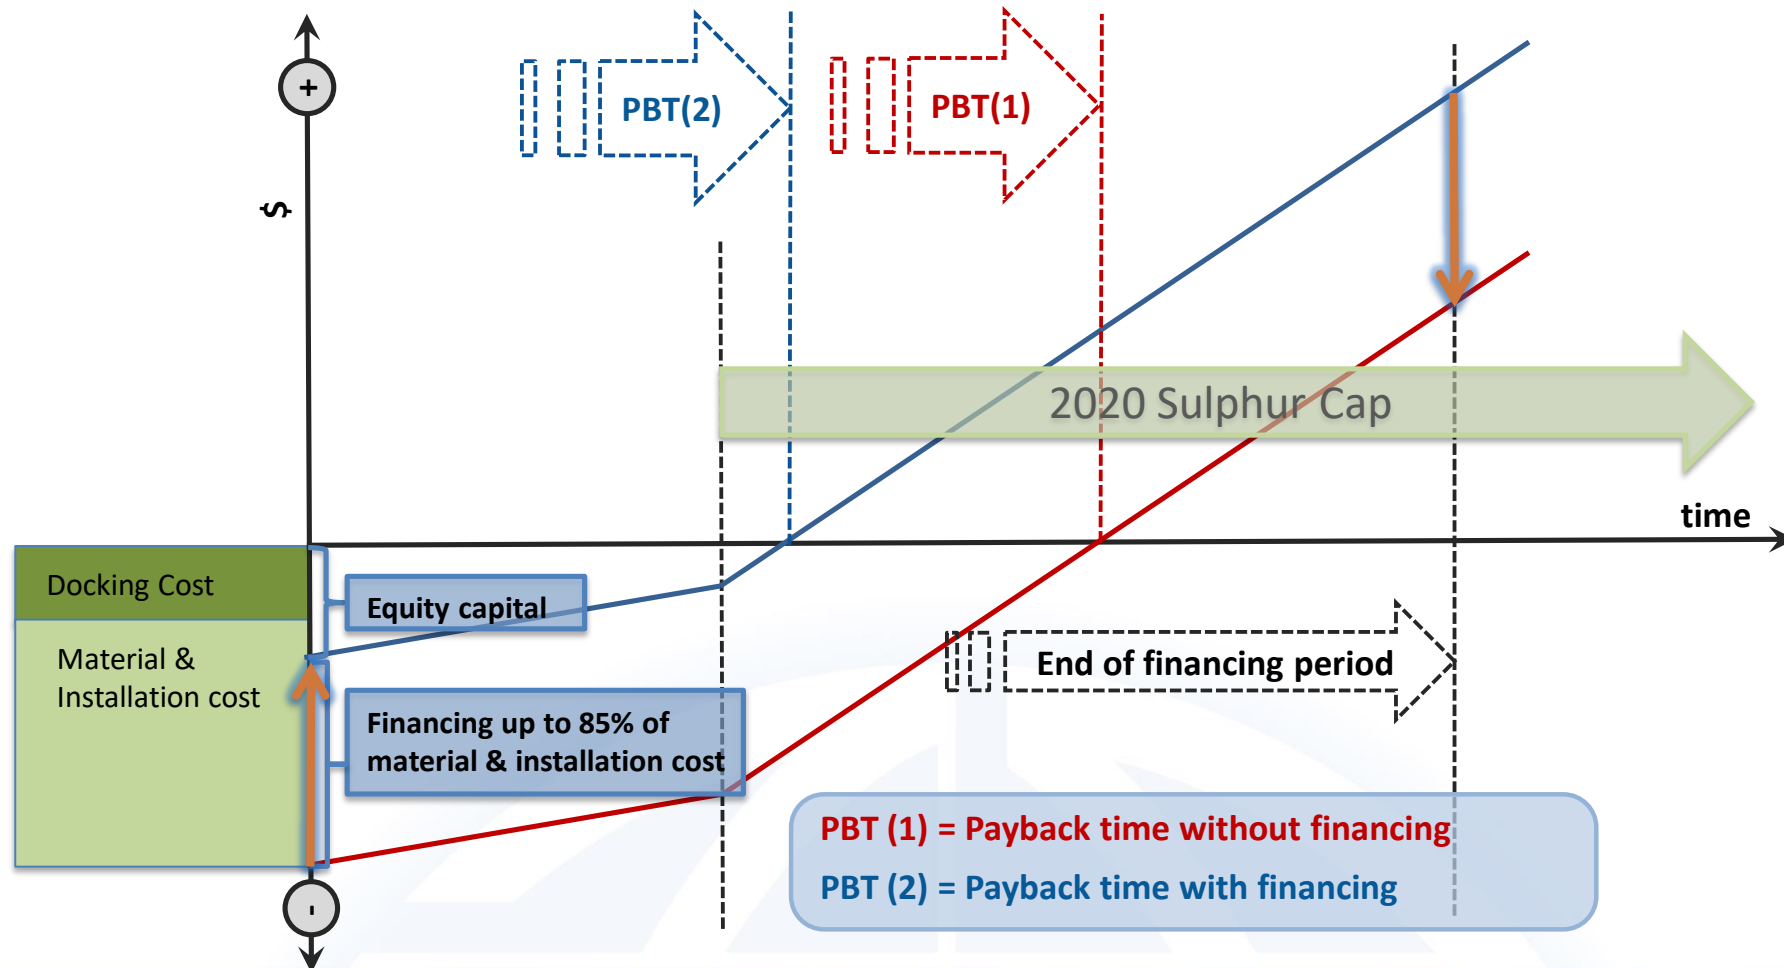 +
PBT(2)
PBT(1)
$
2020 Sulphur Cap
time
Docking Cost
Equity capital
Material &
Installation cost
End of financing period
Financing up to 85% of
material & installation cost
PBT (1) = Payback time without financing
PBT (2) = Payback time with financing
-